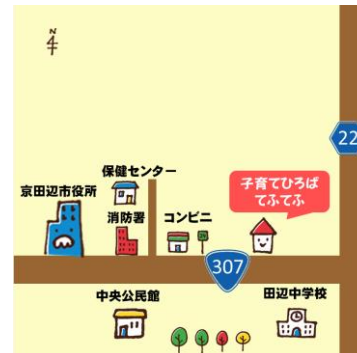 N
22
保健センター
京田辺市役所
消防署
コンビニ
子育てひろば
てふてふ
307
中央公民館
田辺中学校